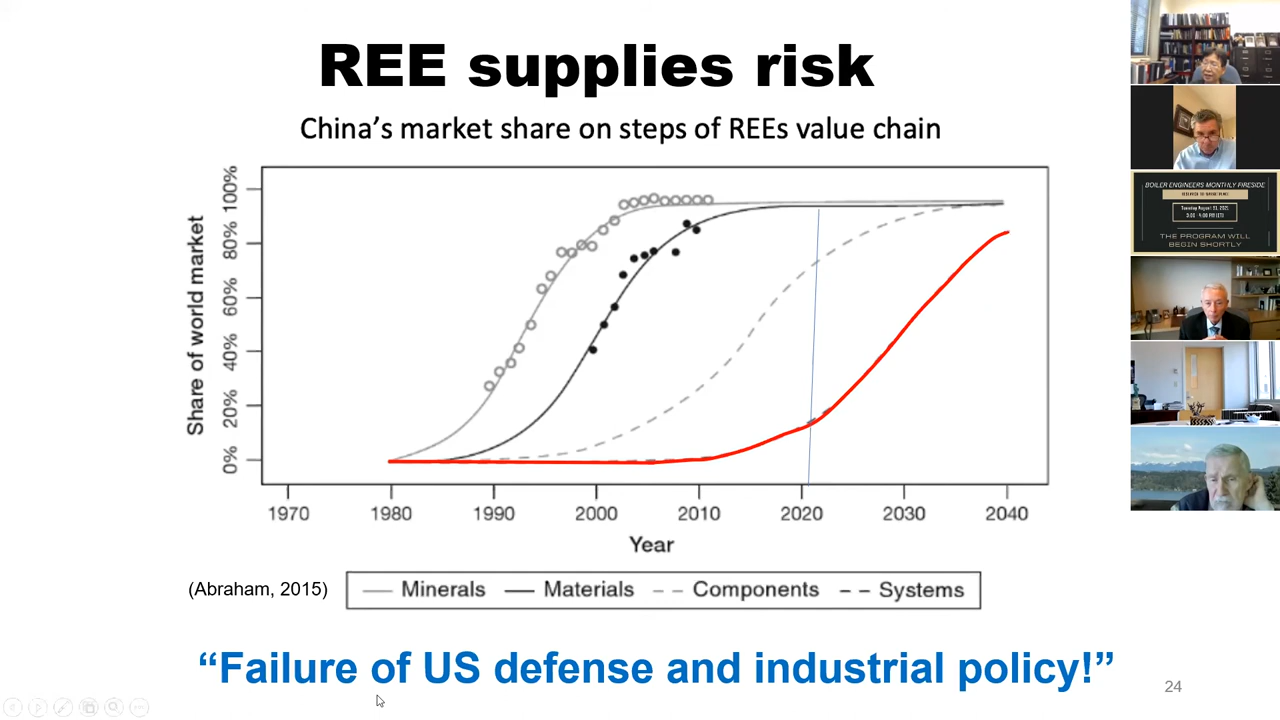 REE supplies risk
China's market share on steps of REEs value chain
Share of world market
100%
80%
60%
40%
20%
0%
1970 1980 1990 2000 2010 2020 2030 2040
Year
(Abraham, 2015)
Minerals Materials Components Systems
“Failure of US defense and industrial policy!”
24
BOILER ENGINEERS MONTHLY FIRESIDE
THE PROGRAM WILL
BEGIN SHORTLY